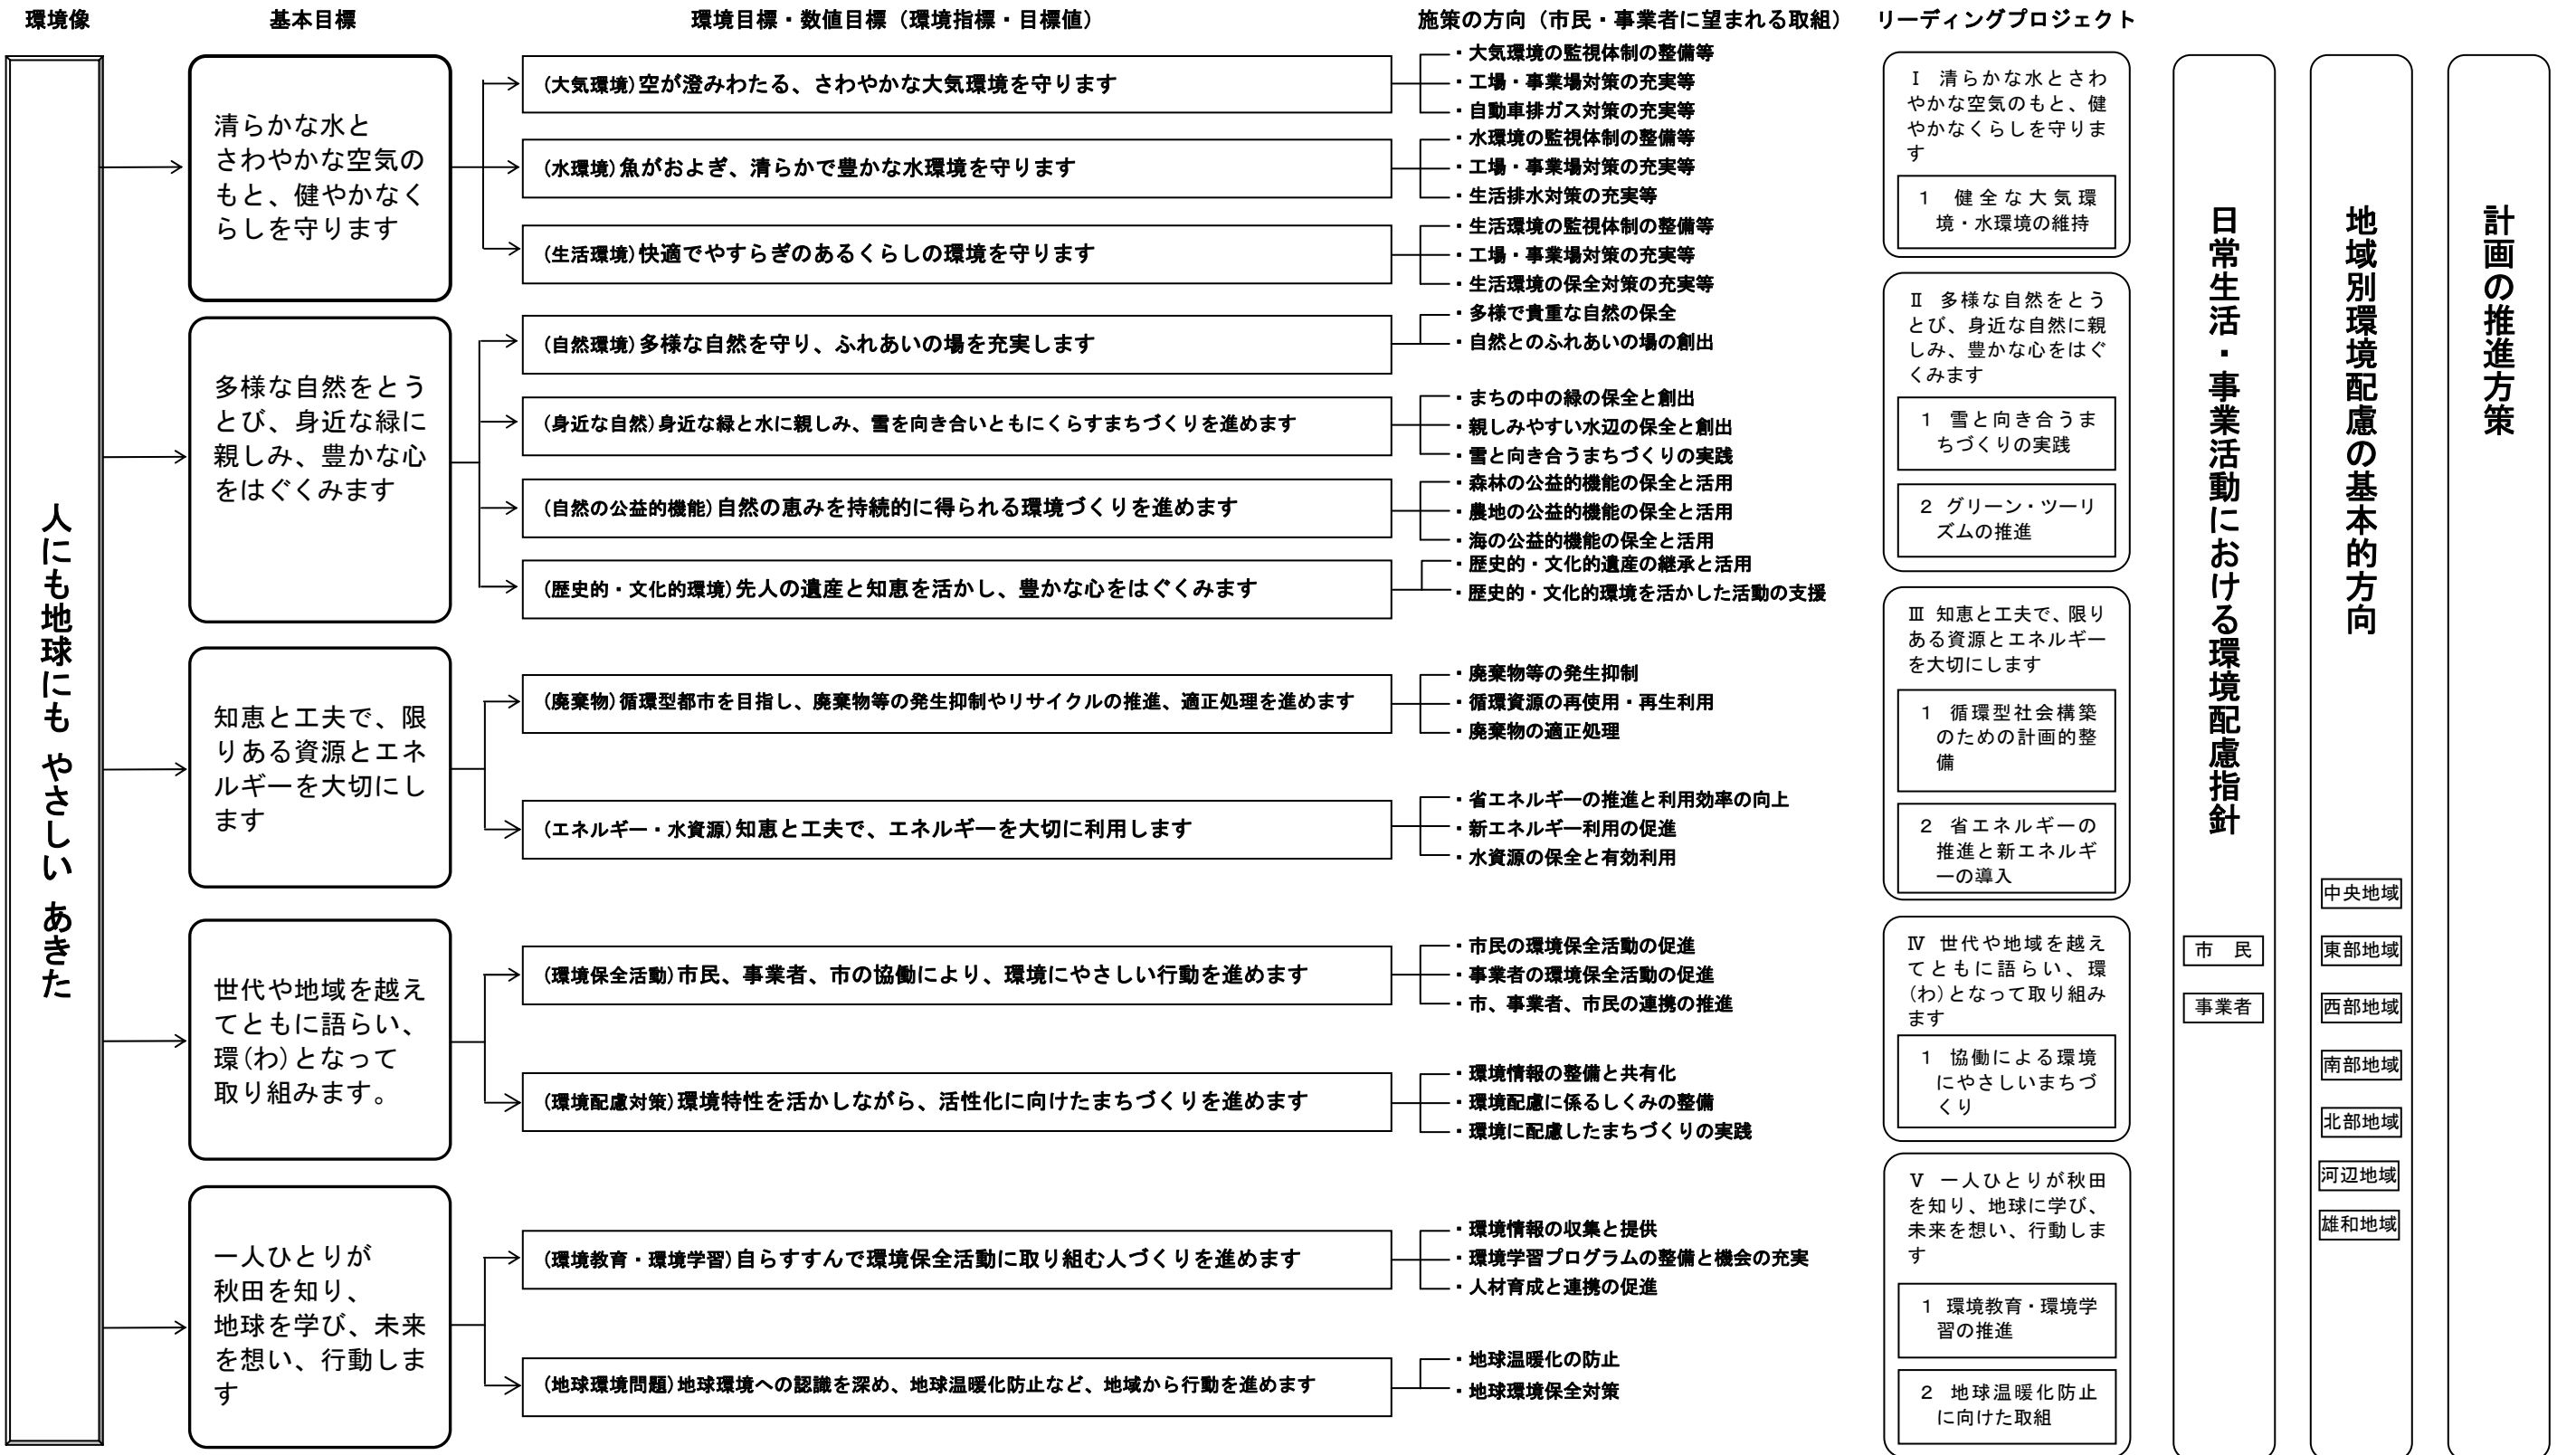 環境像
基本目標
環境目標・数値目標（環境指標・目標値）
施策の方向（市民・事業者に望まれる取組）
リーディングプロジェクト
人にも地球にも やさしい あきた
清らかな水と
さわやかな空気の
もと、健やかなく
らしを守ります
(大気環境)空が澄みわたる、さわやかな大気環境を守ります
・大気環境の監視体制の整備等
・工場・事業場対策の充実等
・自動車排ガス対策の充実等
(水環境)魚がおよぎ、清らかで豊かな水環境を守ります
・水環境の監視体制の整備等
・工場・事業場対策の充実等
・生活排水対策の充実等
(生活環境)快適でやすらぎのあるくらしの環境を守ります
・生活環境の監視体制の整備等
・工場・事業場対策の充実等
・生活環境の保全対策の充実等
多様な自然をとう
とび、身近な緑に
親しみ、豊かな心
をはぐくみます
(自然環境)多様な自然を守り、ふれあいの場を充実します
・多様で貴重な自然の保全
・自然とのふれあいの場の創出
(身近な自然)身近な緑と水に親しみ、雪を向き合いともにくらすまちづくりを進めます
・まちの中の緑の保全と創出
・親しみやすい水辺の保全と創出
・雪と向き合うまちづくりの実践
(自然の公益的機能)自然の恵みを持続的に得られる環境づくりを進めます
・森林の公益的機能の保全と活用
・農地の公益的機能の保全と活用
・海の公益的機能の保全と活用
(歴史的・文化的環境)先人の遺産と知恵を活かし、豊かな心をはぐくみます
・歴史的・文化的遺産の継承と活用
・歴史的・文化的環境を活かした活動の支援
知恵と工夫で、限
りある資源とエネ
ルギーを大切にし
ます
(廃棄物)循環型都市を目指し、廃棄物等の発生抑制やリサイクルの推進、適正処理を進めます
・廃棄物等の発生抑制
・循環資源の再使用・再生利用
・廃棄物の適正処理
(エネルギー・水資源)知恵と工夫で、エネルギーを大切に利用します
・省エネルギーの推進と利用効率の向上
・新エネルギー利用の促進
・水資源の保全と有効利用
世代や地域を越え
てともに語らい、
環(わ)となって
取り組みます。
(環境保全活動)市民、事業者、市の協働により、環境にやさしい行動を進めます
・市民の環境保全活動の促進
・事業者の環境保全活動の促進
・市、事業者、市民の連携の推進
(環境配慮対策)環境特性を活かしながら、活性化に向けたまちづくりを進めます
・環境情報の整備と共有化
・環境配慮に係るしくみの整備
・環境に配慮したまちづくりの実践
一人ひとりが
秋田を知り、
地球を学び、未来
を想い、行動しま
す
(環境教育・環境学習)自らすすんで環境保全活動に取り組む人づくりを進めます
・環境情報の収集と提供
・環境学習プログラムの整備と機会の充実
・人材育成と連携の促進
(地球環境問題)地球環境への認識を深め、地球温暖化防止など、地域から行動を進めます
・地球温暖化の防止
・地球環境保全対策
Ⅰ 清らかな水とさわ
やかな空気のもと、健
やかなくらしを守りま
す
1 健全な大気環
境・水環境の維持
Ⅱ 多様な自然をとう
とび、身近な自然に親
しみ、豊かな心をはぐ
くみます
1 雪と向き合うま
ちづくりの実践
2 グリーン・ツーリ
ズムの推進
Ⅲ 知恵と工夫で、限り
ある資源とエネルギー
を大切にします
1 循環型社会構築
のための計画的整
備
2 省エネルギーの
推進と新エネルギ
ーの導入
Ⅳ 世代や地域を越え
てともに語らい、環
(わ)となって取り組み
ます
1 協働による環境
にやさしいまちづ
くり
Ⅴ 一人ひとりが秋田
を知り、地球に学び、
未来を想い、行動しま
す
1 環境教育・環境学
習の推進
2 地球温暖化防止
に向けた取組
日常生活・事業活動における環境配慮指針
市 民
事業者
地域別環境配慮の基本的方向
中央地域
東部地域
西部地域
南部地域
北部地域
河辺地域
雄和地域
計画の推進方策